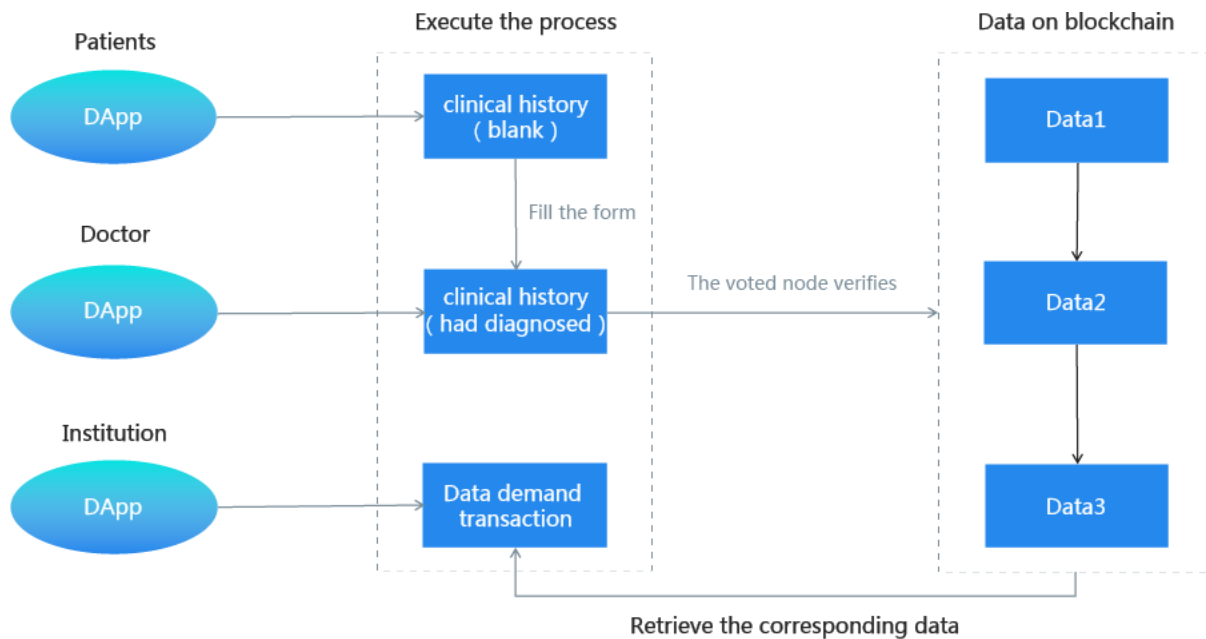 Execute the process
Data on blockchain
Patients
DApp
clinical history
( blank )
Data1
Fill the form
Doctor
DApp
clinical history
( had diagnosed )
The voted node verifies
Data2
Institution
DApp
Data demand
transaction
Data3
Retrieve the corresponding data